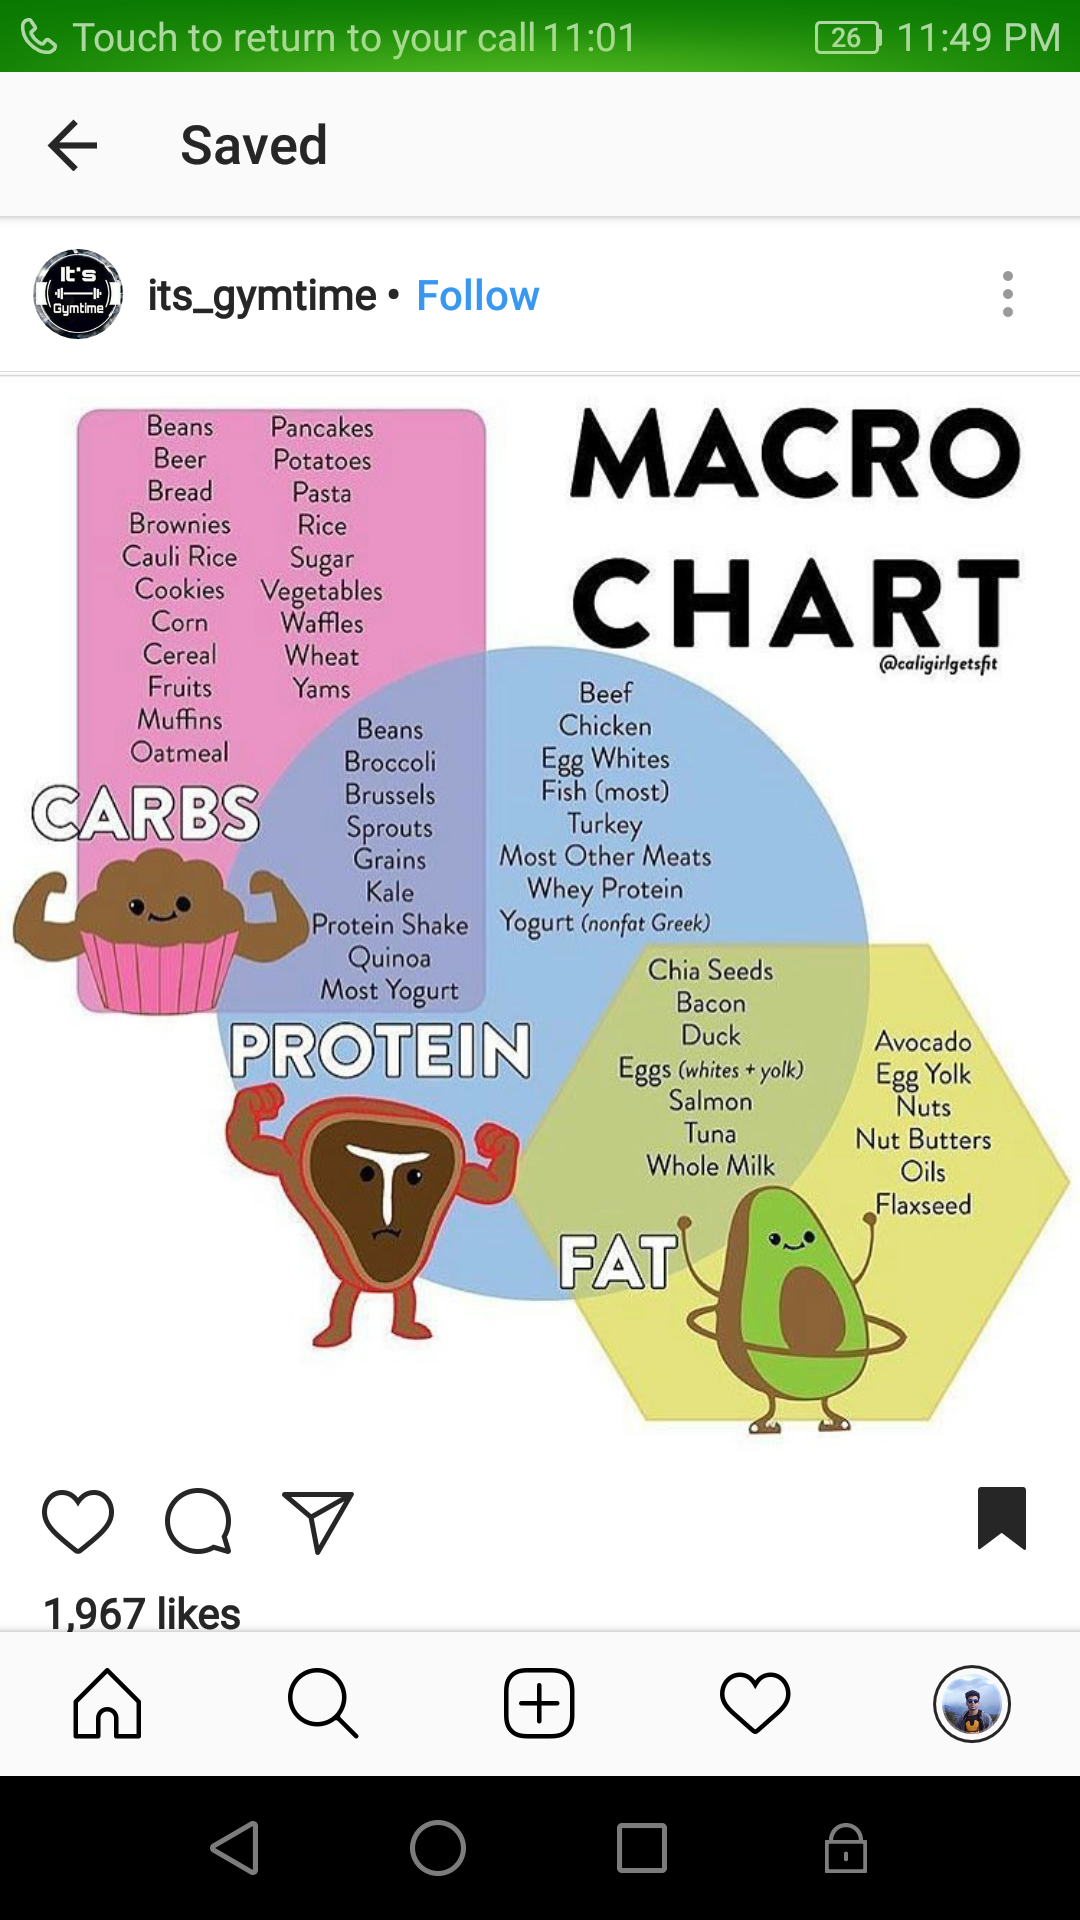 Touch to return to your call 11:01
26
11:49 PM
Saved
It's
Gymtime
its_gymtime • Follow
MACRO
CHART
@caligirlgetsfit
Beans
Beer
Bread
Brownies
Cauli Rice
Cookies
Corn
Cereal
Fruits
Muffins
Oatmeal
Pancakes
Potatoes
Pasta
Rice
Sugar
Vegetables
Waffles
Wheat
Yams
CARBS
Beans
Broccoli
Brussels
Sprouts
Grains
Kale
Protein Shake
Quinoa
Most Yogurt
Beef
Chicken
Egg Whites
Fish (most)
Turkey
Most Other Meats
Whey Protein
Yogurt (nonfat Greek)
PROTEIN
Chia Seeds
Bacon
Duck
Eggs (whites + yolk)
Salmon
Tuna
Whole Milk
Avocado
Egg Yolk
Nuts
Nut Butters
Oils
Flaxseed
FAT
1,967 likes